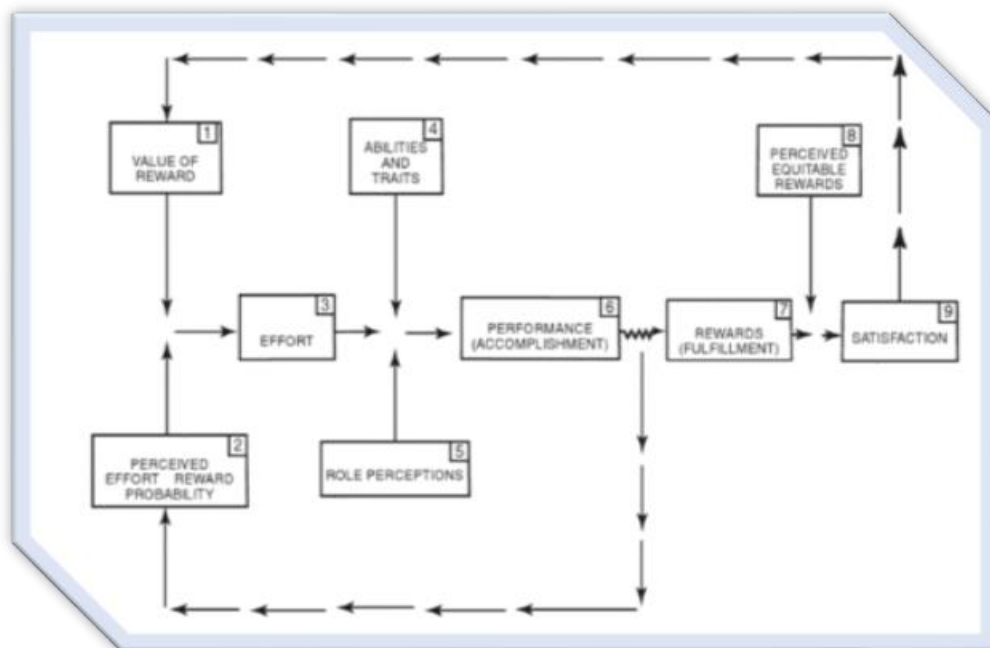 1
VALUE OF
REWARD
4
ABILITIES
AND
TRAITS
8
PERCEIVED
EQUITABLE
REWARDS
3
EFFORT
6
PERFORMANCE
(ACCOMPLISHMENT)
7
REWARDS
(FULFILLMENT)
9
SATISFACTION
2
PERCEIVED
EFFORT REWARD
PROBABILITY
5
ROLE PERCEPTIONS